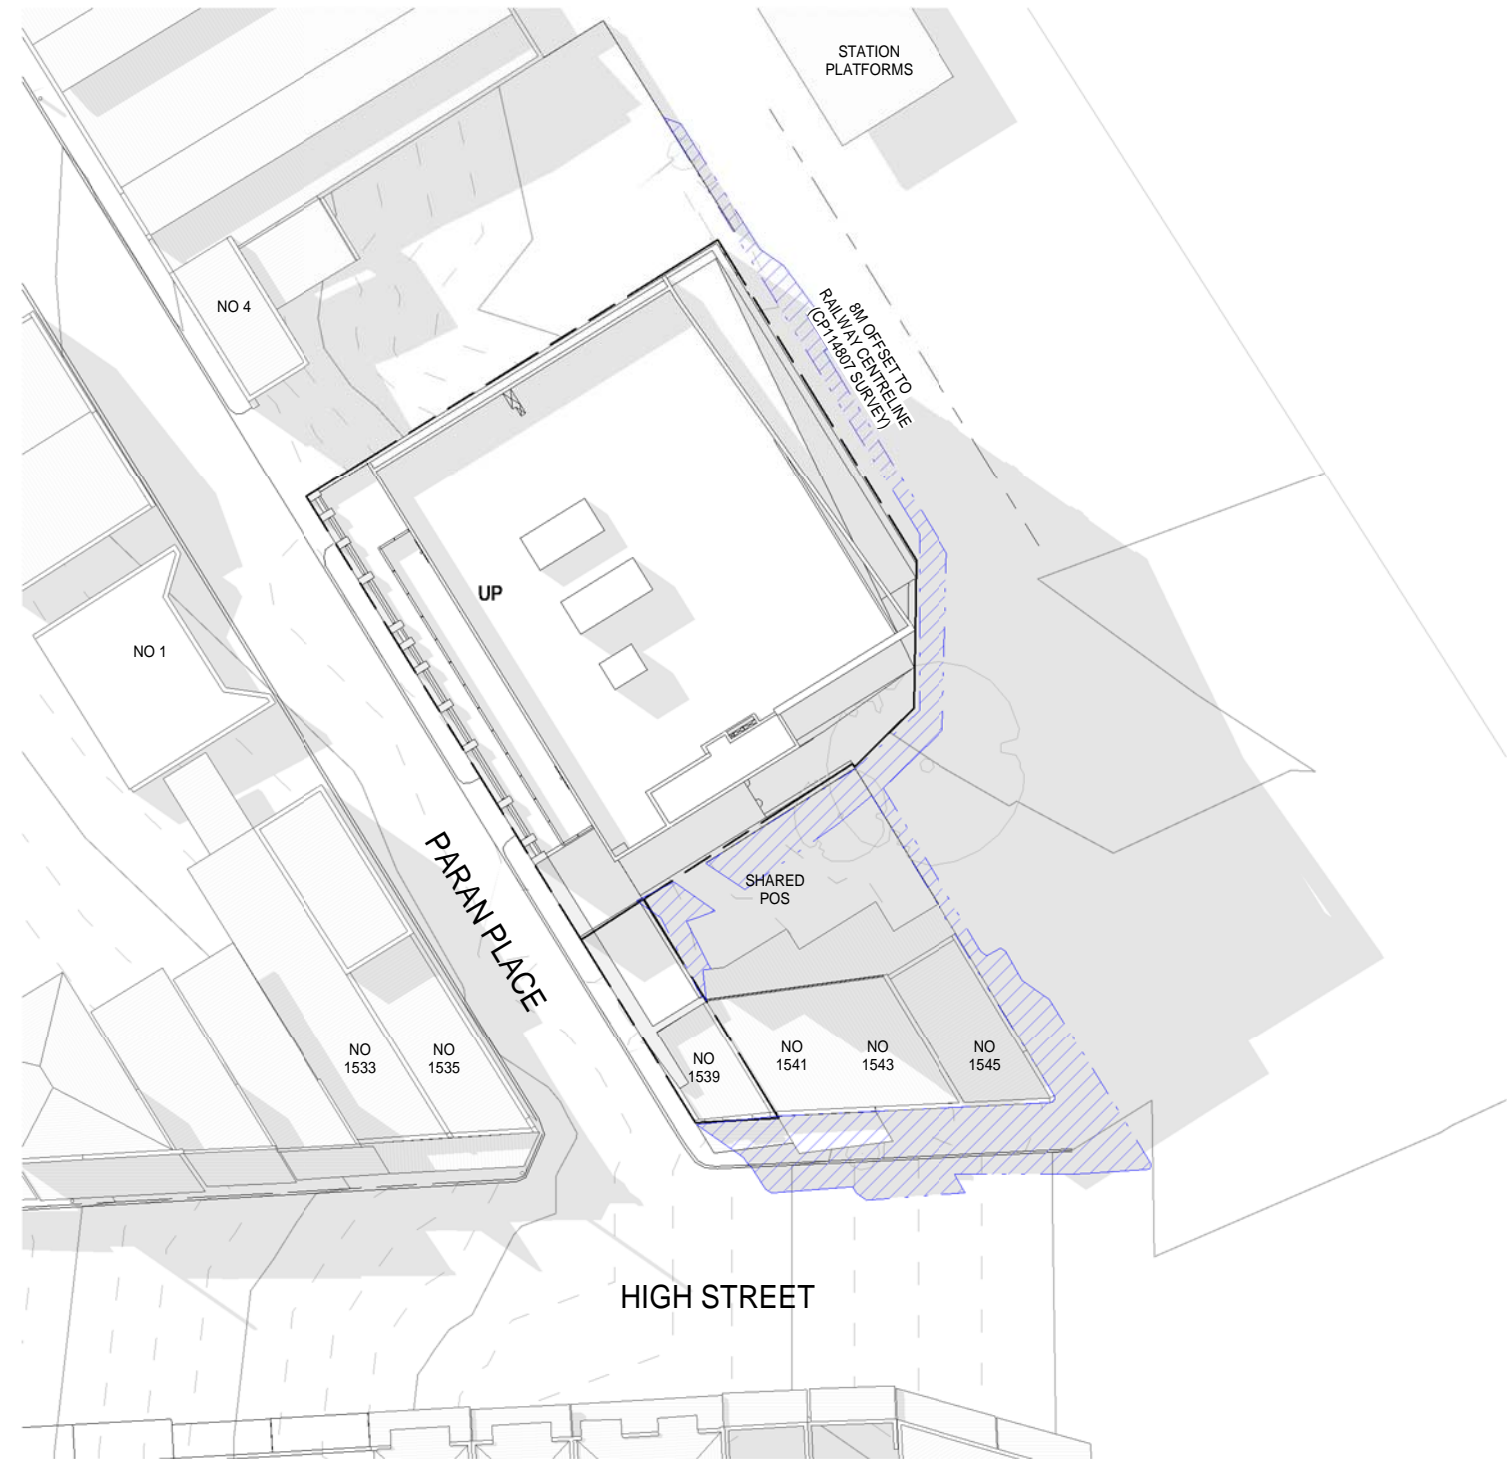 STATION
PLATFORMS
NO 4
8M OFFSET TO
RAILWAY CENTRELINE
(CP114807 SURVEY)
UP
NO 1
PARAN PLACE
SHARED
POS
NO
1533
NO
1535
NO
1539
NO
1541
NO
1543
NO
1545
HIGH STREET